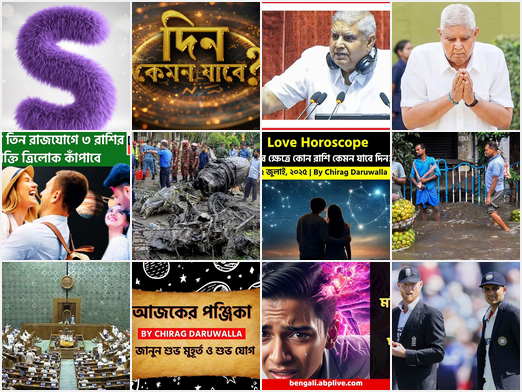 S
দিন
কেমন যাবে?
তিন রাজযোগে ৩ রাশির
ক্তি ত্রিলোক কাঁপাবে
Love Horoscope
র ক্ষেত্রে কোন রাশি কেমন যাবে দিন:
জুলাই, ২০২৫ | By Chirag Daruwalla
আজকের পঞ্জিকা
BY CHIRAG DARUWALLA
জানুন শুভ মুহূর্ত ও শুভ যোগ
bengali.abplive.com